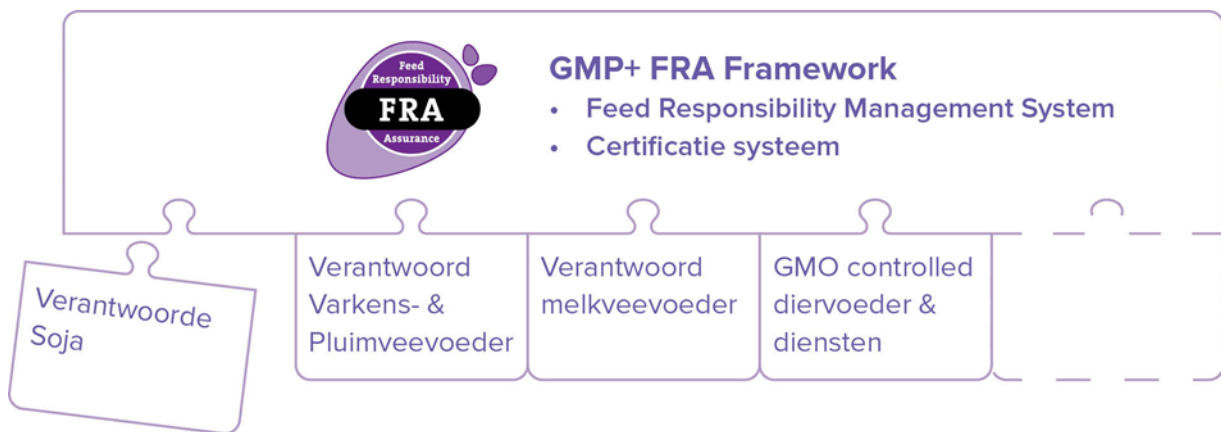 Feed
Responsibility
FRA
Assurance
GMP+ FRA Framework
• Feed Responsibility Management System
• Certificatie systeem
Verantwoorde
Soja
Verantwoord
Varkens- &
Pluimveevoeder
Verantwoord
melkveevoeder
GMO controlled
diervoeder &
diensten